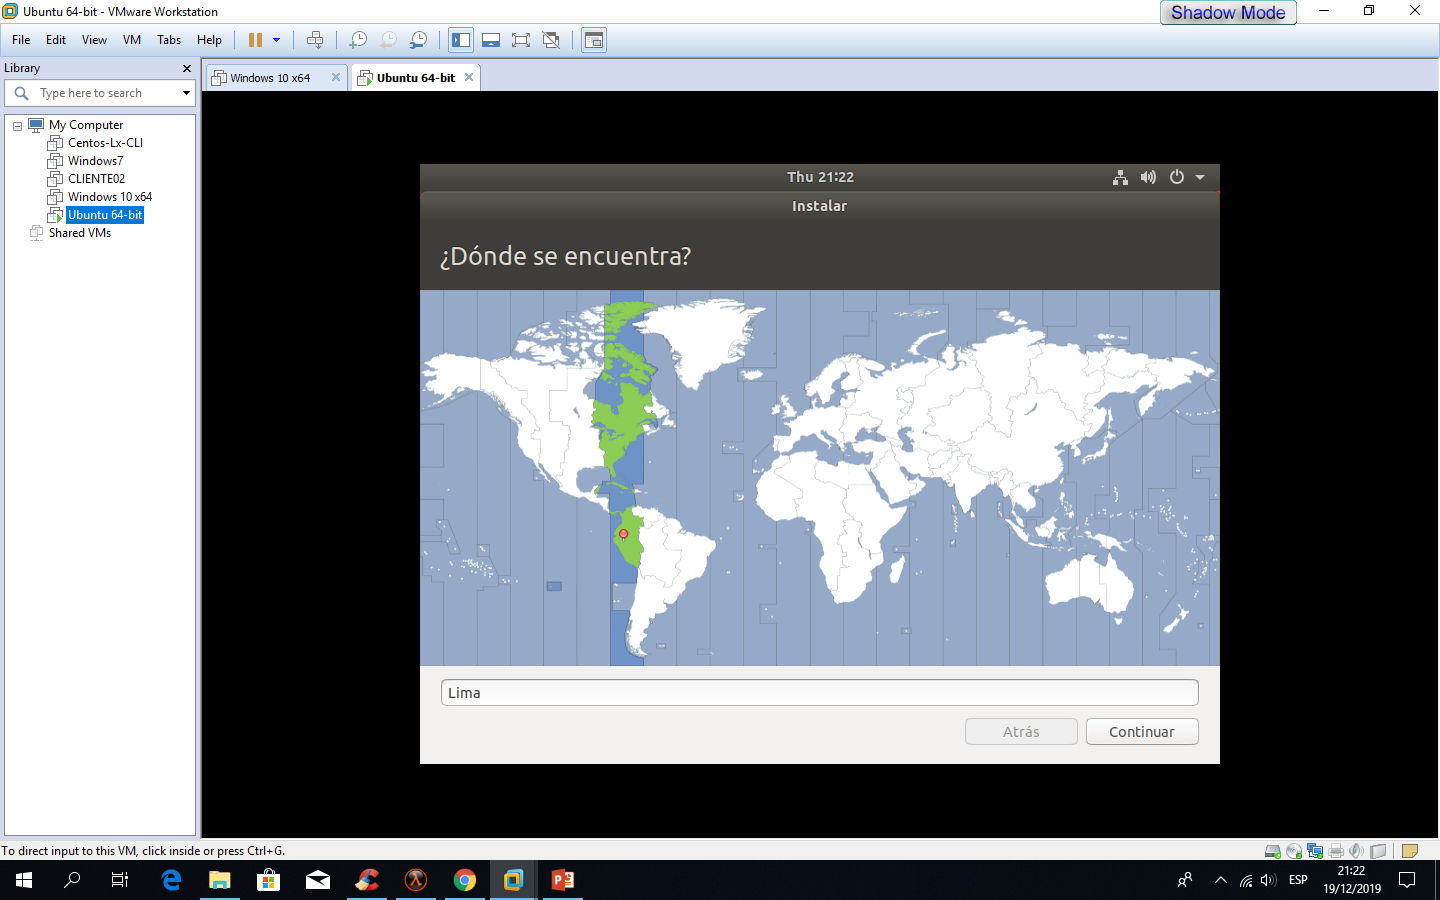 Ubuntu 64-bit - VMware Workstation
Shadow Mode
File Edit View VM Tabs Help
Library
Type here to search
My Computer
Centos-Lx-CLI
Windows7
CLIENTE02
Windows 10 x64
Ubuntu 64-bit
Shared VMs
Windows 10 x64
Ubuntu 64-bit
Thu 21:22
Instalar
¿Dónde se encuentra?
Lima
Atrás
Continuar
To direct input to this VM, click inside or press Ctrl+G.
ESP
21:22
19/12/2019